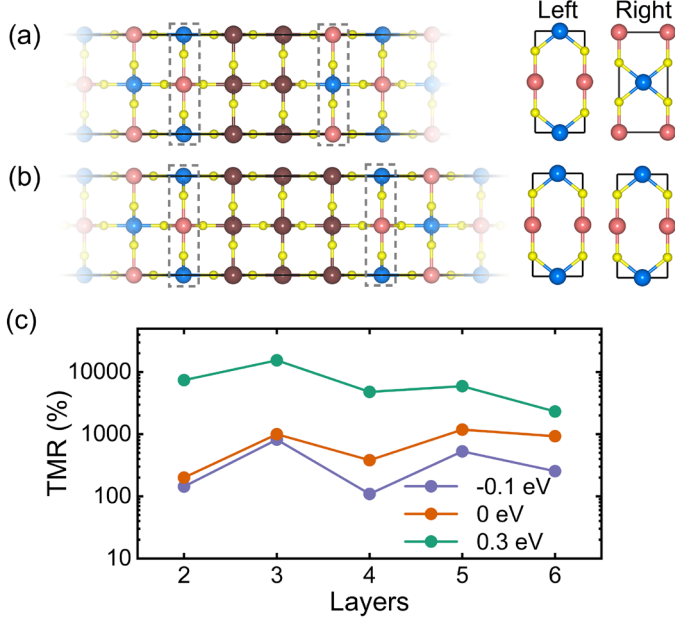 (a)
Left Right
(b)
(c)
TMR (%)
10000
1000
100
10
-0.1 eV
0 eV
0.3 eV
2 3 4 5 6
Layers